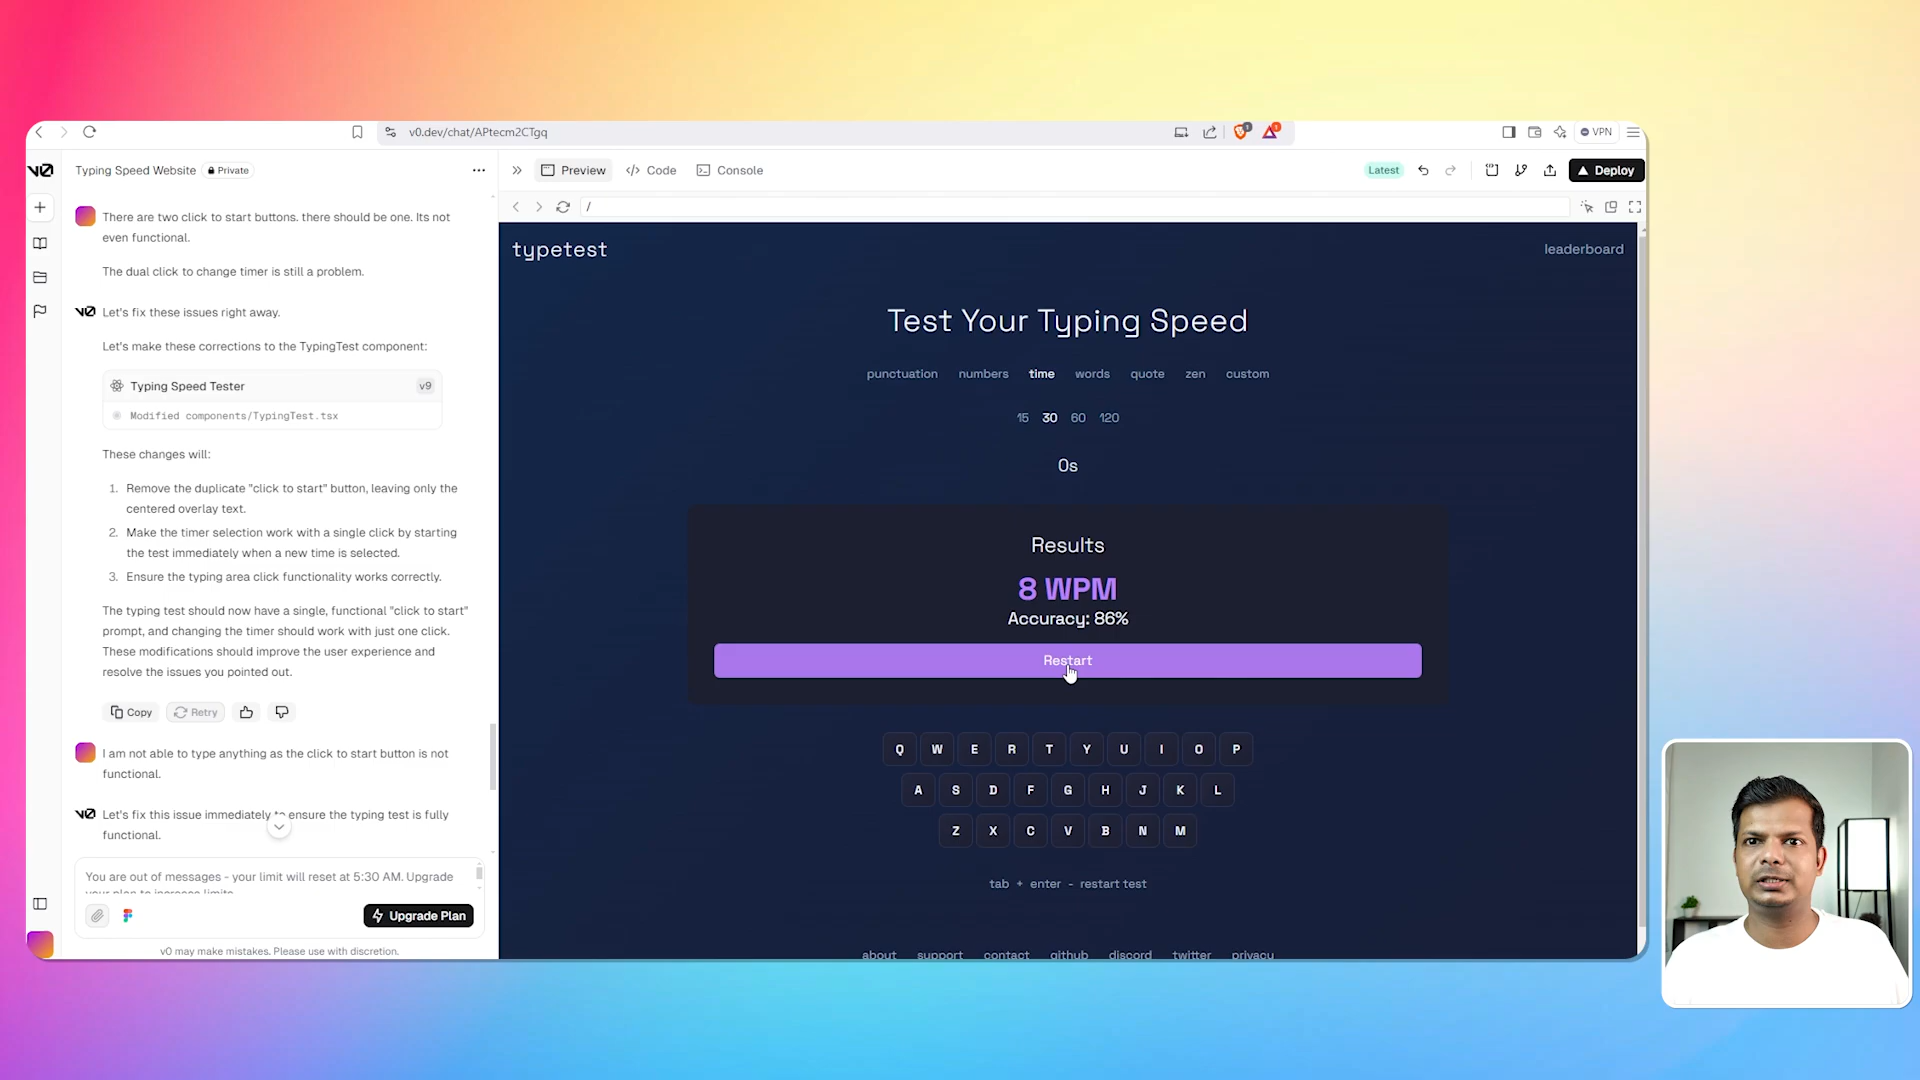 v0.dev/chat/APtecm2CTgq
VPN
Typing Speed Website
Private
There are two click to start buttons. there should be one. Its not
even functional.
The dual click to change timer is still a problem.
Let's fix these issues right away.
Let's make these corrections to the TypingTest component:
Typing Speed Tester
v9
Modified components/TypingTest.tsx
These changes will:
1. Remove the duplicate "click to start" button, leaving only the
centered overlay text.
2. Make the timer selection work with a single click by starting
the test immediately when a new time is selected.
3. Ensure the typing area click functionality works correctly.
The typing test should now have a single, functional "click to start"
prompt, and changing the timer should work with just one click.
These modifications should improve the user experience and
resolve the issues you pointed out.
Copy
Retry
I am not able to type anything as the click to start button is not
functional.
Let's fix this issue immediately to ensure the typing test is fully
functional.
You are out of messages - your limit will reset at 5:30 AM. Upgrade
your plan to increase limits
Upgrade Plan
v0 may make mistakes. Please use with discretion.
Preview
Code
Console
Latest
Deploy
/
typetest
leaderboard
Test Your Typing Speed
punctuation numbers time words quote zen custom
15 30 60 120
0s
Results
8 WPM
Accuracy: 86%
Restart
Q W E R T Y U I O P
A S D F G H J K L
Z X C V B N M
tab + enter - restart test
about support contact github discord twitter privacy